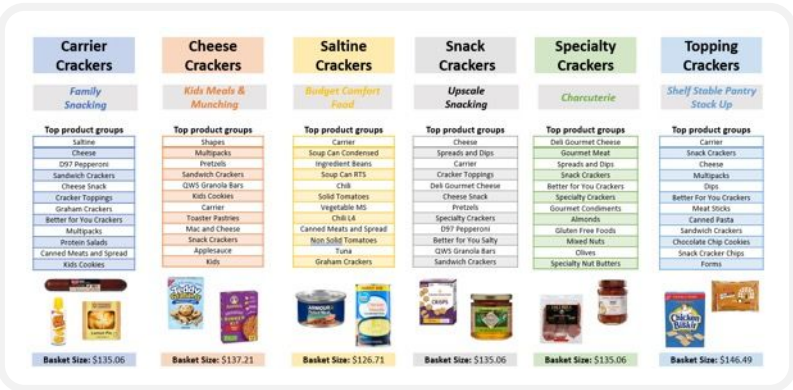 Carrier
Crackers
Family
Snacking
Top product groups
Saltine
Cheese
D97 Pepperoni
Sandwich Crackers
Cheese Snack
Cracker Toppings
Graham Crackers
Better for You Crackers
Multipacks
Protein Salads
Canned Meats and Spread
Kids Cookies
Basket Size: $135.06
Cheese
Crackers
Kids Meals &
Munching
Top product groups
Shapes
Multipacks
Pretzels
Sandwich Crackers
QWS Granola Bars
Kids Cookies
Carrier
Toaster Pastries
Mac and Cheese
Snack Crackers
Applesauce
Kids
Teddy
Basket Size: $137.21
Saltine
Crackers
Budget Comfort
Food
Top product groups
Carrier
Soup Can Condensed
Ingredient Beans
Soup Can RTS
Chili
Solid Tomatoes
Vegetable MS
Chili L4
Canned Meats and Spread
Non Solid Tomatoes
Tuna
Graham Crackers
ARMOUR
Basket Size: $126.71
Snack
Crackers
Upscale
Snacking
Top product groups
Cheese
Spreads and Dips
Carrier
Cracker Toppings
Deli Gourmet Cheese
Cheese Snack
Pretzels
Specialty Crackers
D97 Pepperoni
Better for You Salty
QWS Granola Bars
Sandwich Crackers
CRISPS
Basket Size: $135.06
Specialty
Crackers
Charcuterie
Top product groups
Deli Gourmet Cheese
Gourmet Meat
Spreads and Dips
Snack Crackers
Better for You Crackers
Specialty Crackers
Gourmet Condiments
Almonds
Gluten Free Foods
Mixed Nuts
Olives
Specialty Nut Butters
Basket Size: $135.06
Topping
Crackers
Shelf Stable Pantry
Stock Up
Top product groups
Carrier
Snack Crackers
Cheese
Multipacks
Dips
Better For You Crackers
Meat Sticks
Canned Pasta
Sandwich Crackers
Chocolate Chip Cookies
Snack Cracker Chips
Forms
Chicken
Biskit
Basket Size: $146.49